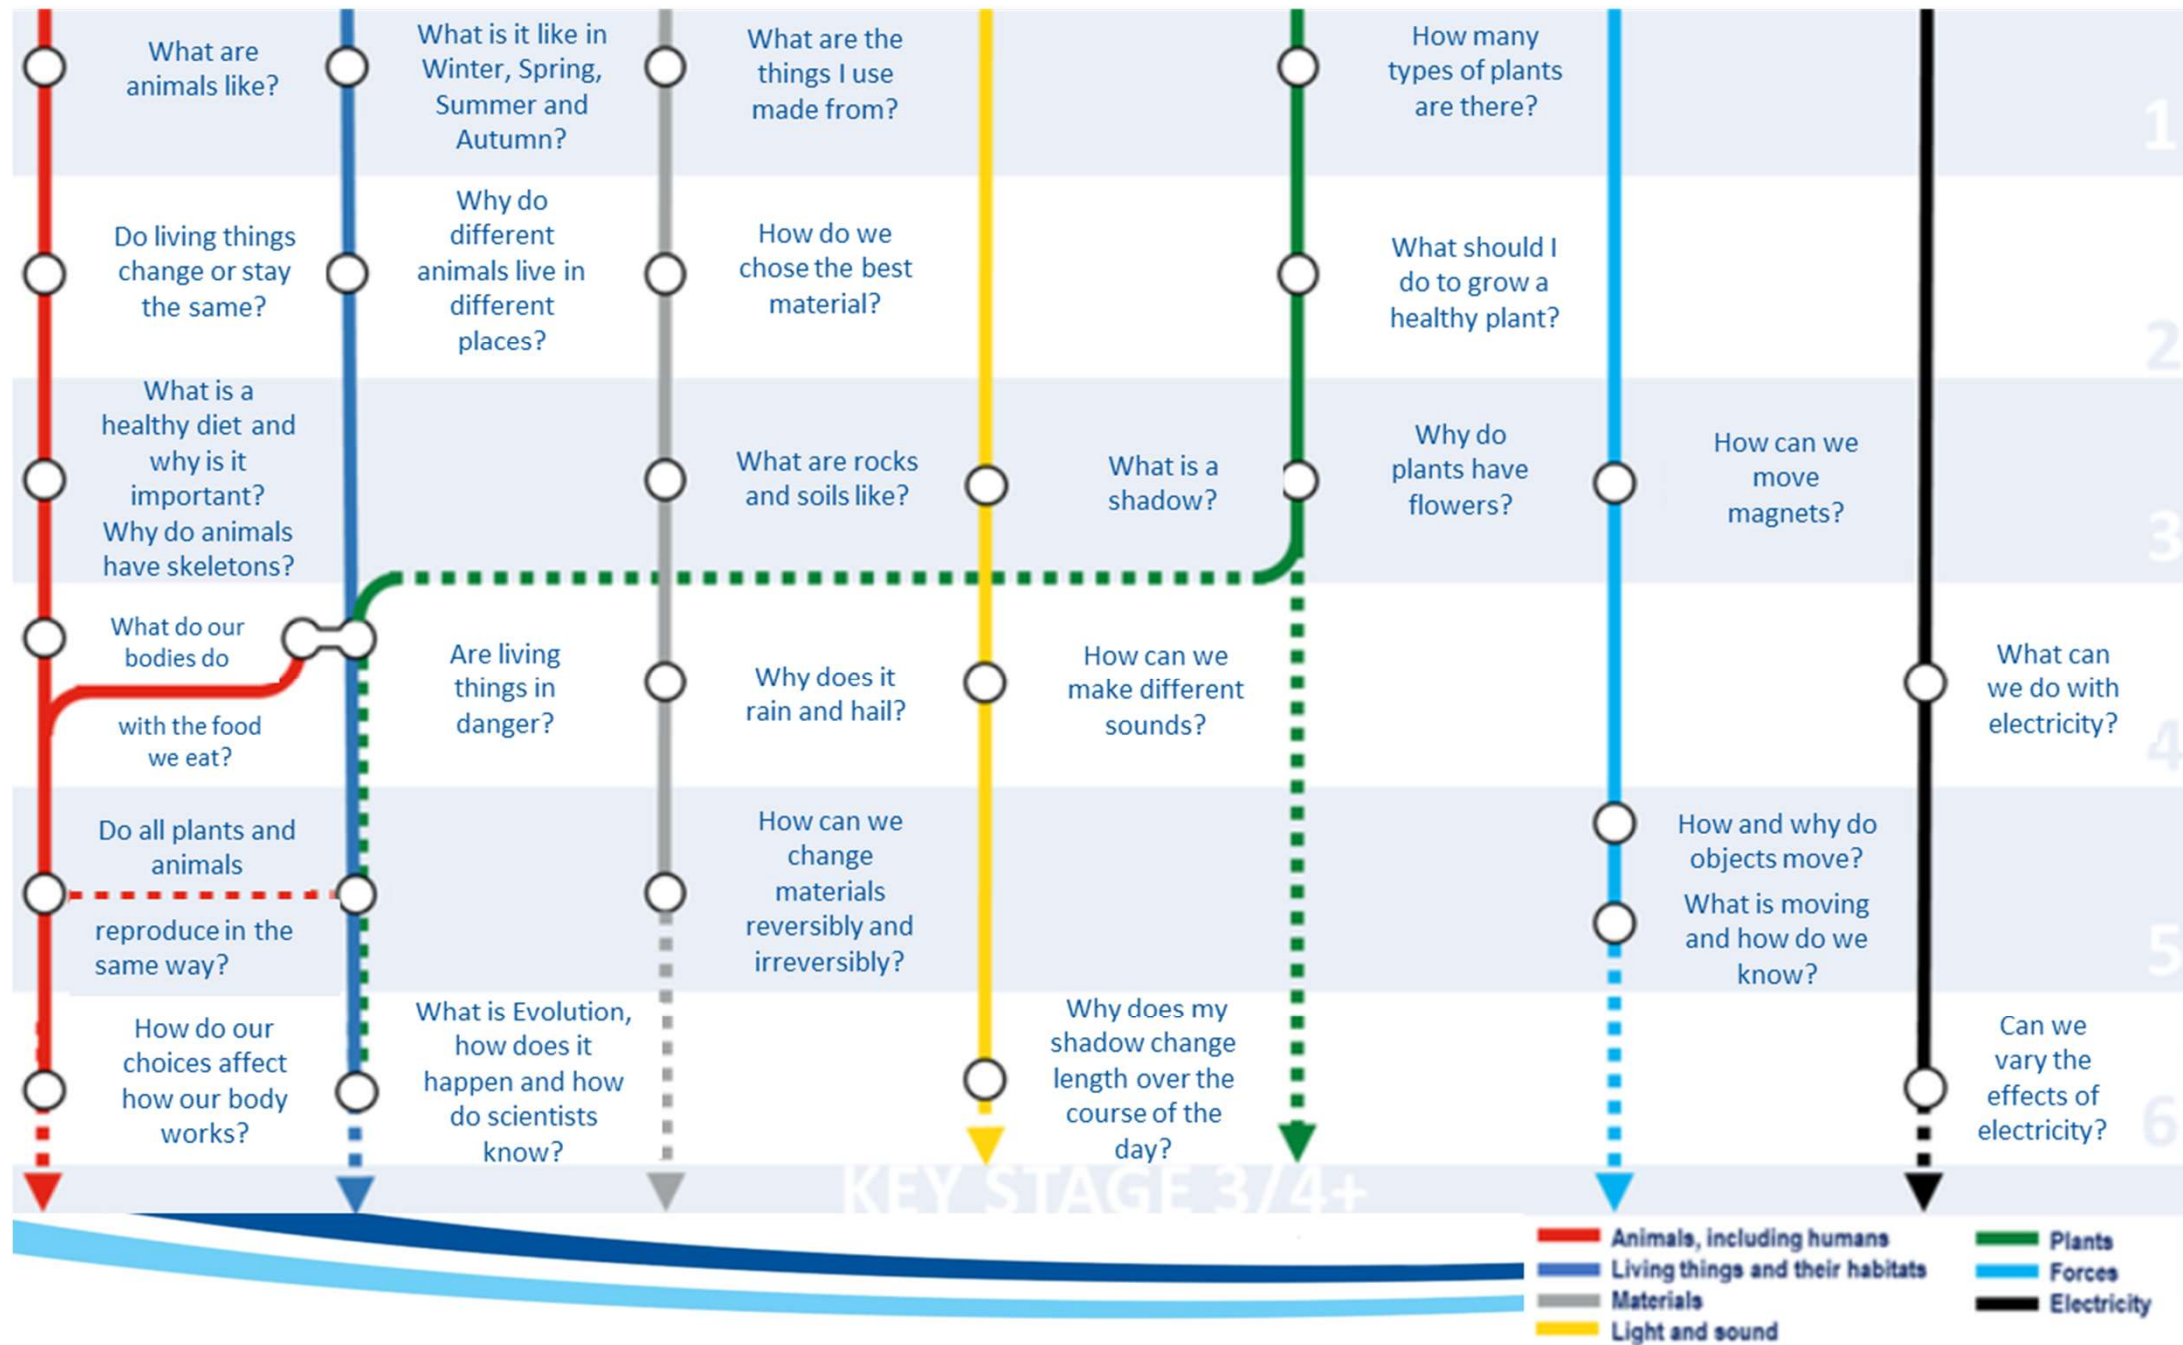 What are
animals like?
What is it like in
Winter, Spring,
Summer and
Autumn?
What are the
things I use
made from?
How many
types of plants
are there?
1
Do living things
change or stay
the same?
Why do
different
animals live in
different
places?
How do we
chose the best
material?
What should I
do to grow a
healthy plant?
2
What is a
healthy diet and
why is it
important?
Why do animals
have skeletons?
What are rocks
and soils like?
What is a
shadow?
Why do
plants have
flowers?
How can we
move
magnets?
3
What do our
bodies do
with the food
we eat?
Are living
things in
danger?
Why does it
rain and hail?
How can we
make different
sounds?
What can
we do with
electricity?
4
Do all plants and
animals
reproduce in the
same way?
How can we
change
materials
reversibly and
irreversibly?
How and why do
objects move?
What is moving
and how do we
know?
5
How do our
choices affect
how our body
works?
What is Evolution,
how does it
happen and how
do scientists
know?
Why does my
shadow change
length over the
course of the
day?
Can we
vary the
effects of
electricity?
6
KEY STAGE 3/4+
Animals, including humans
Living things and their habitats
Materials
Light and sound
Plants
Forces
Electricity